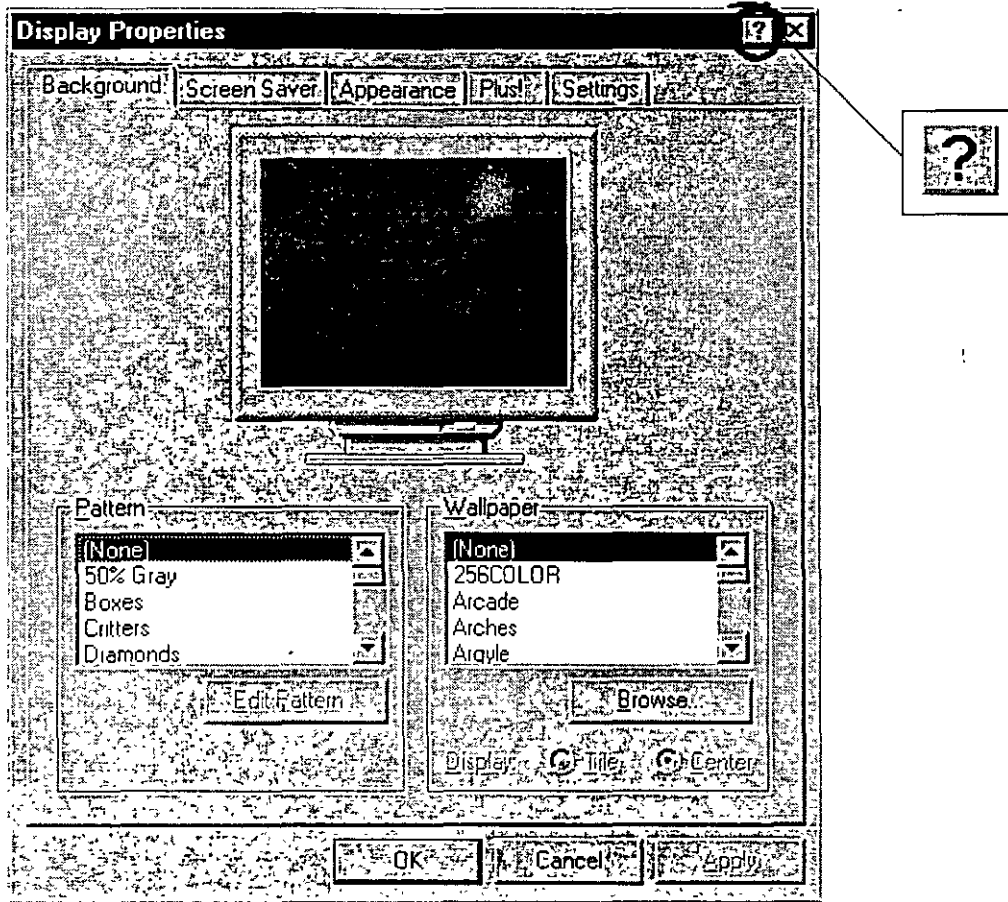 Display Properties ? X
Background Screen Saver Appearance Plus! Settings
?
Pattern
(None)
50% Gray
Boxes
Critters
Diamonds
Edit Pattern
Wallpaper
(None)
256COLOR
Arcade
Arches
Argyle
Browse...
Display: Tile Center
OK Cancel Apply